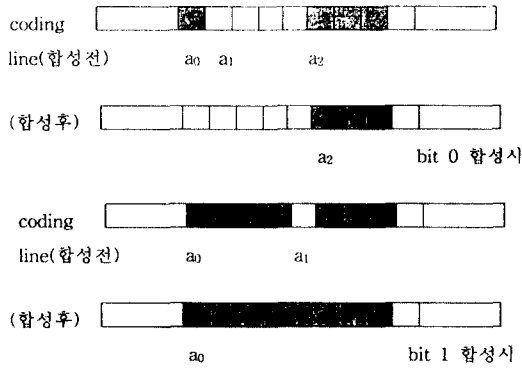 coding
line(합성전) a₀ a₁ a₂
(합성후)
a₂ bit 0 합성시
coding
line(합성전) a₀ a₁
(합성후)
a₀ bit 1 합성시